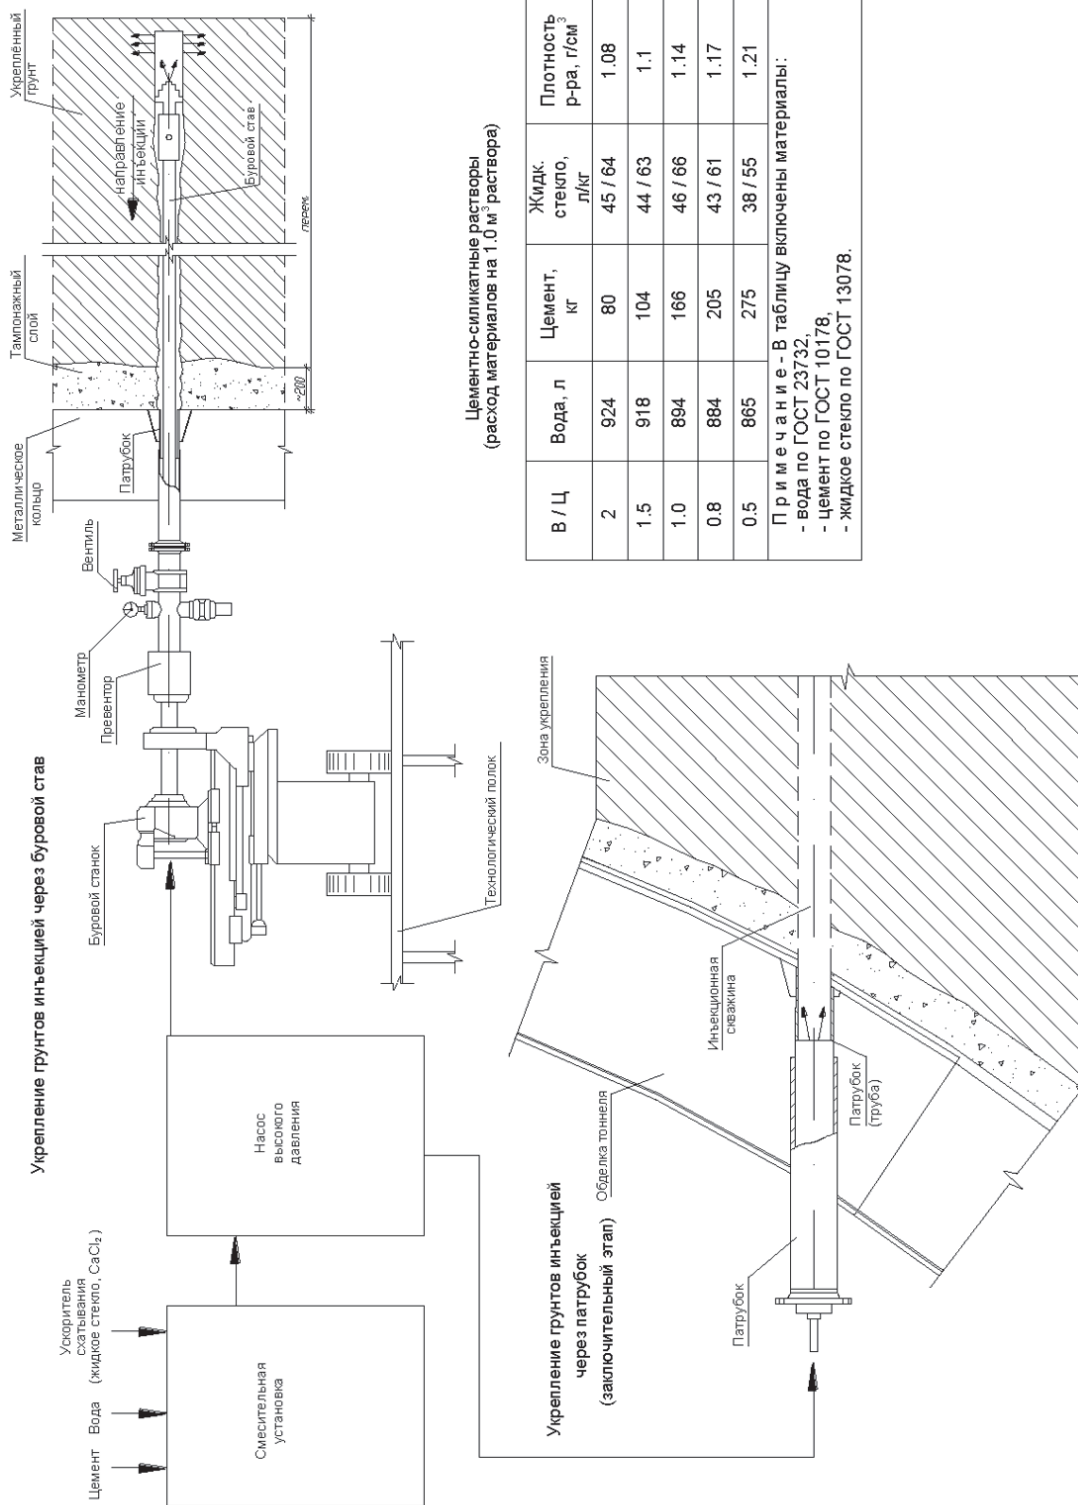 Укрепление грунтов инъекцией через буровой став
Цемент
Вода
Ускоритель
схатывания
(жидкое стекло, CaCl₂)
Смесительная
установка
Насос
высокого
давления
Буровой станок
Превентор
Манометр
Вентиль
Металлическое
кольцо
Патрубок
Тампонажный
слой
Укреплённый
грунт
направление
инъекции
Буровой став
~200
перем.
Технологический полок
Укрепление грунтов инъекцией
через патрубок
(заключительный этап)
Обделка тоннеля
Зона укрепления
Инъекционная
скважина
Патрубок
(труба)
Патрубок
Цементно-силикатные растворы
(расход материалов на 1.0 м³ раствора)
В / Ц Вода, л Цемент, кг Жидк. стекло, л/кг Плотность р-ра, г/см³
2 924 80 45 / 64 1.08
1.5 918 104 44 / 63 1.1
1.0 894 166 46 / 66 1.14
0.8 884 205 43 / 61 1.17
0.5 865 275 38 / 55 1.21
П р и м е ч а н и е - В таблицу включены материалы:
- вода по ГОСТ 23732,
- цемент по ГОСТ 10178,
- жидкое стекло по ГОСТ 13078.